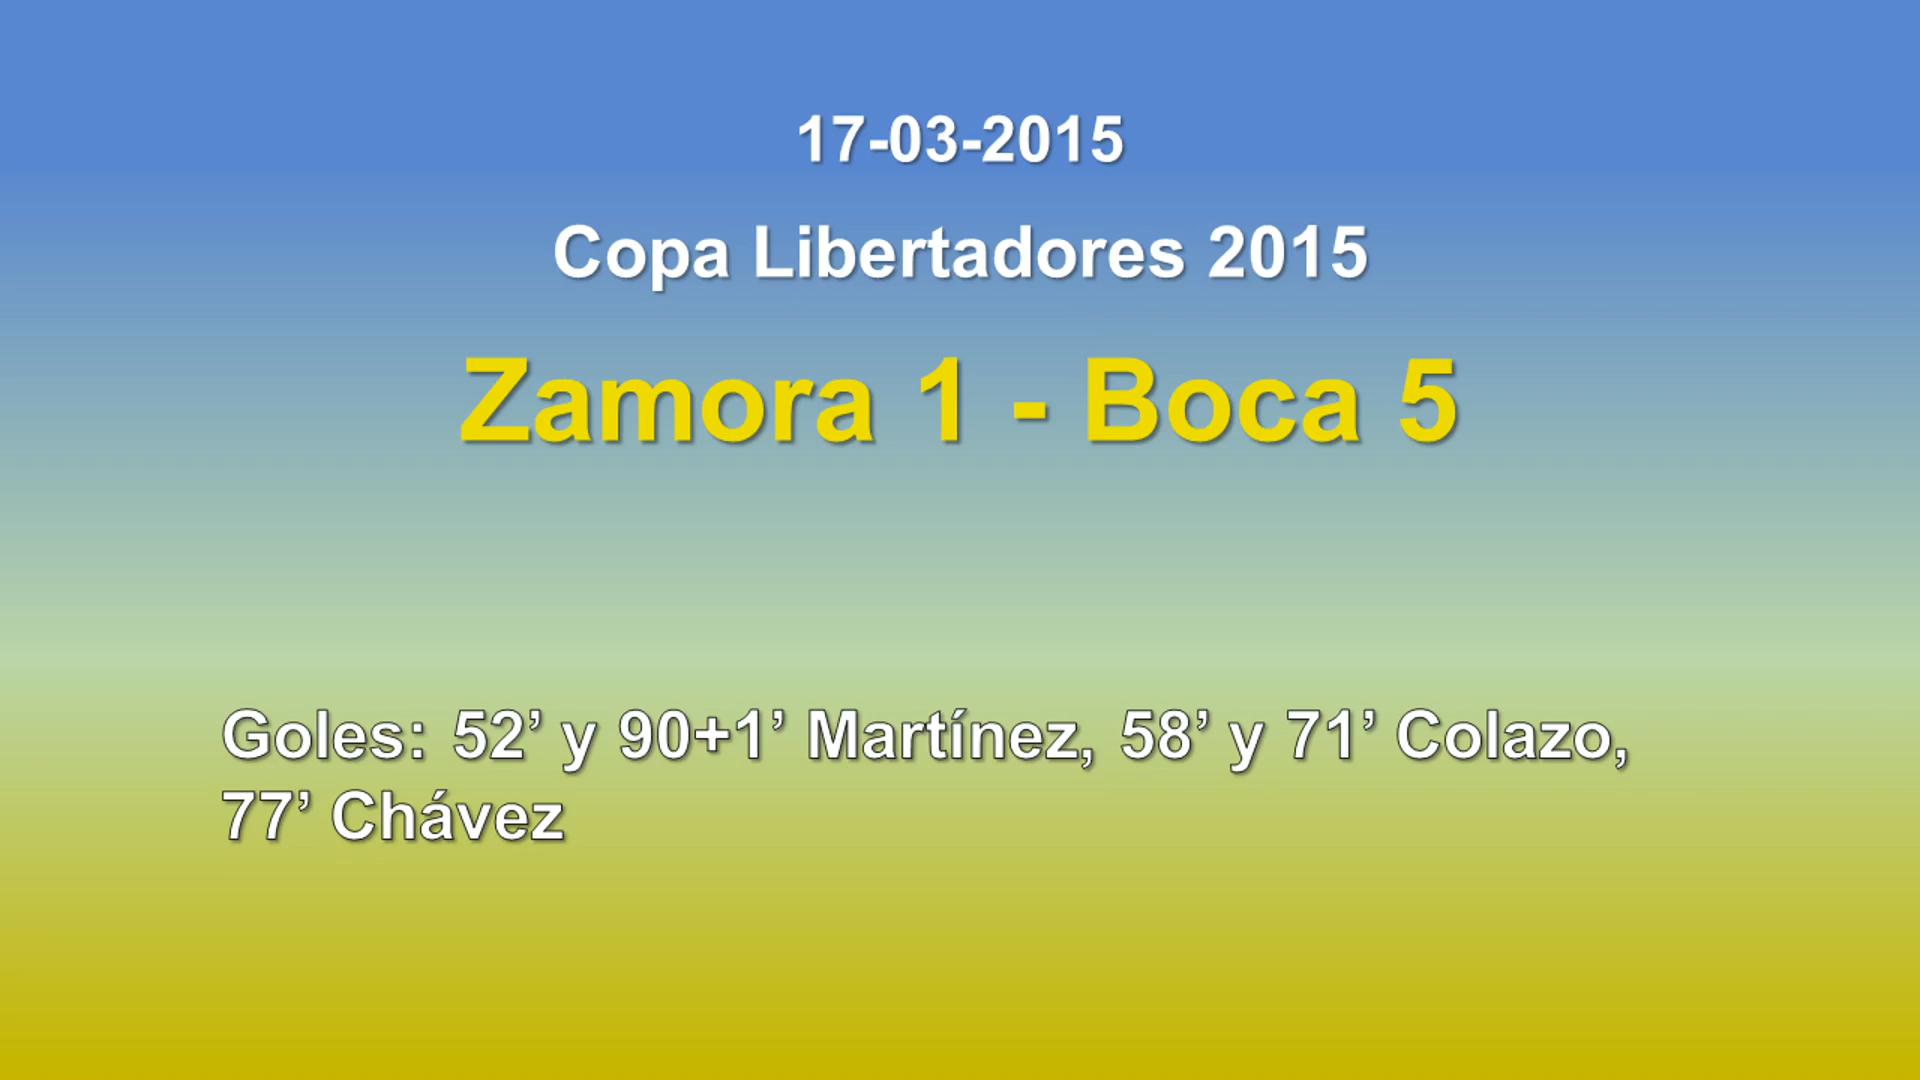 17-03-2015
Copa Libertadores 2015
Zamora 1 - Boca 5
Goles: 52’ y 90+1’ Martínez, 58’ y 71’ Colazo,
77’ Chávez